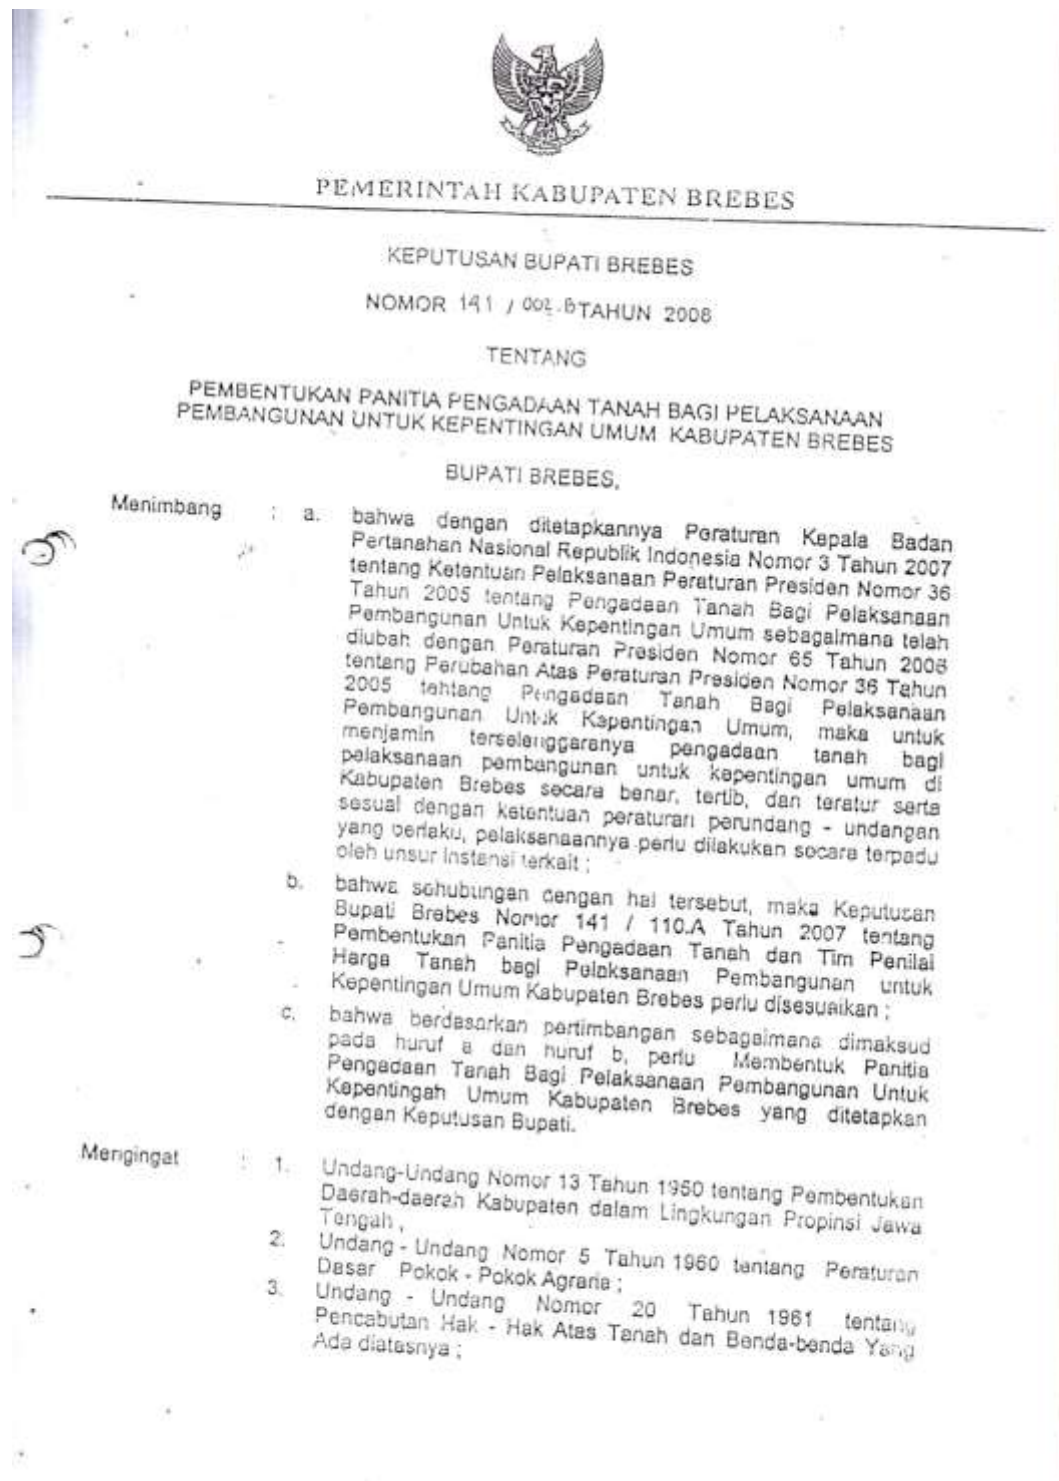 PEMERINTAH KABUPATEN BREBES
KEPUTUSAN BUPATI BREBES
NOMOR 141 / 002.B TAHUN 2008
TENTANG
PEMBENTUKAN PANITIA PENGADAAN TANAH BAGI PELAKSANAAN
PEMBANGUNAN UNTUK KEPENTINGAN UMUM KABUPATEN BREBES
BUPATI BREBES,
Menimbang : a. bahwa dengan ditetapkannya Peraturan Kepala Badan
Pertanahan Nasional Republik Indonesia Nomor 3 Tahun 2007
tentang Ketentuan Pelaksanaan Peraturan Presiden Nomor 36
Tahun 2005 tentang Pengadaan Tanah Bagi Pelaksanaan
Pembangunan Untuk Kepentingan Umum sebagaimana telah
diubah dengan Peraturan Presiden Nomor 65 Tahun 2006
tentang Perubahan Atas Peraturan Presiden Nomor 36 Tahun
2005 tentang Pengadaan Tanah Bagi Pelaksanaan
Pembangunan Untuk Kepentingan Umum, maka untuk
menjamin terselenggaranya pengadaan tanah bagi
pelaksanaan pembangunan untuk kepentingan umum di
Kabupaten Brebes secara benar, tertib, dan teratur serta
sesuai dengan ketentuan peraturan perundang - undangan
yang berlaku, pelaksanaannya perlu dilakukan secara terpadu
oleh unsur instansi terkait ;
b. bahwa sehubungan dengan hal tersebut, maka Keputusan
Bupati Brebes Nomor 141 / 110.A Tahun 2007 tentang
Pembentukan Panitia Pengadaan Tanah dan Tim Penilai
Harga Tanah bagi Pelaksanaan Pembangunan untuk
Kepentingan Umum Kabupaten Brebes perlu disesuaikan ;
c. bahwa berdasarkan pertimbangan sebagaimana dimaksud
pada huruf a dan huruf b, perlu Membentuk Panitia
Pengadaan Tanah Bagi Pelaksanaan Pembangunan Untuk
Kepentingah Umum Kabupaten Brebes yang ditetapkan
dengan Keputusan Bupati.
Mengingat : 1. Undang-Undang Nomor 13 Tahun 1950 tentang Pembentukan
Daerah-daerah Kabupaten dalam Lingkungan Propinsi Jawa
Tengah ;
2. Undang - Undang Nomor 5 Tahun 1960 tentang Peraturan
Dasar Pokok - Pokok Agraria ;
3. Undang - Undang Nomor 20 Tahun 1961 tentang
Pencabutan Hak - Hak Atas Tanah dan Benda-benda Yang
Ada diatasnya ;